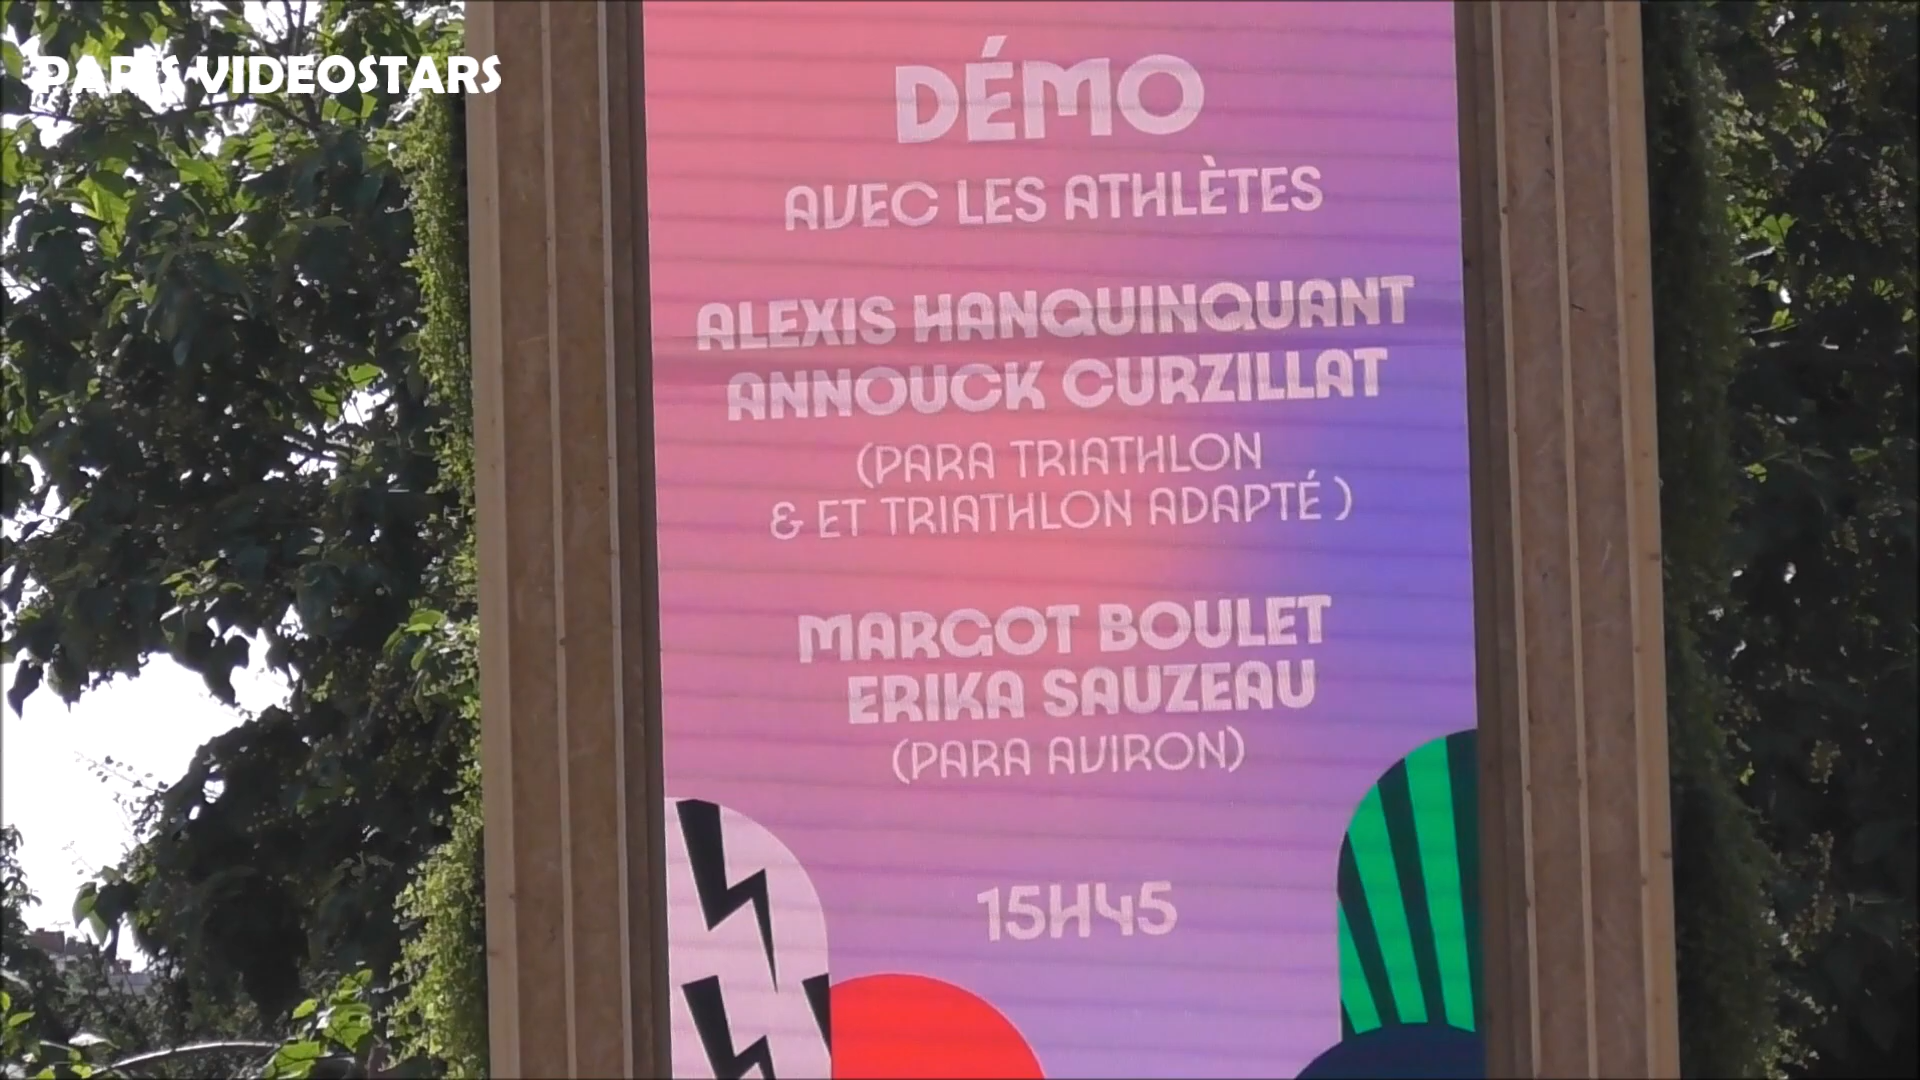 PARIS VIDEOSTARS
DÉMO
AVEC LES ATHLÈTES
ALEXIS HANQUINQUANT
ANNOUCK CURZILLAT
(PARA TRIATHLON
& ET TRIATHLON ADAPTÉ )
MARGOT BOULET
ERIKA SAUZEAU
(PARA AVIRON)
15H45